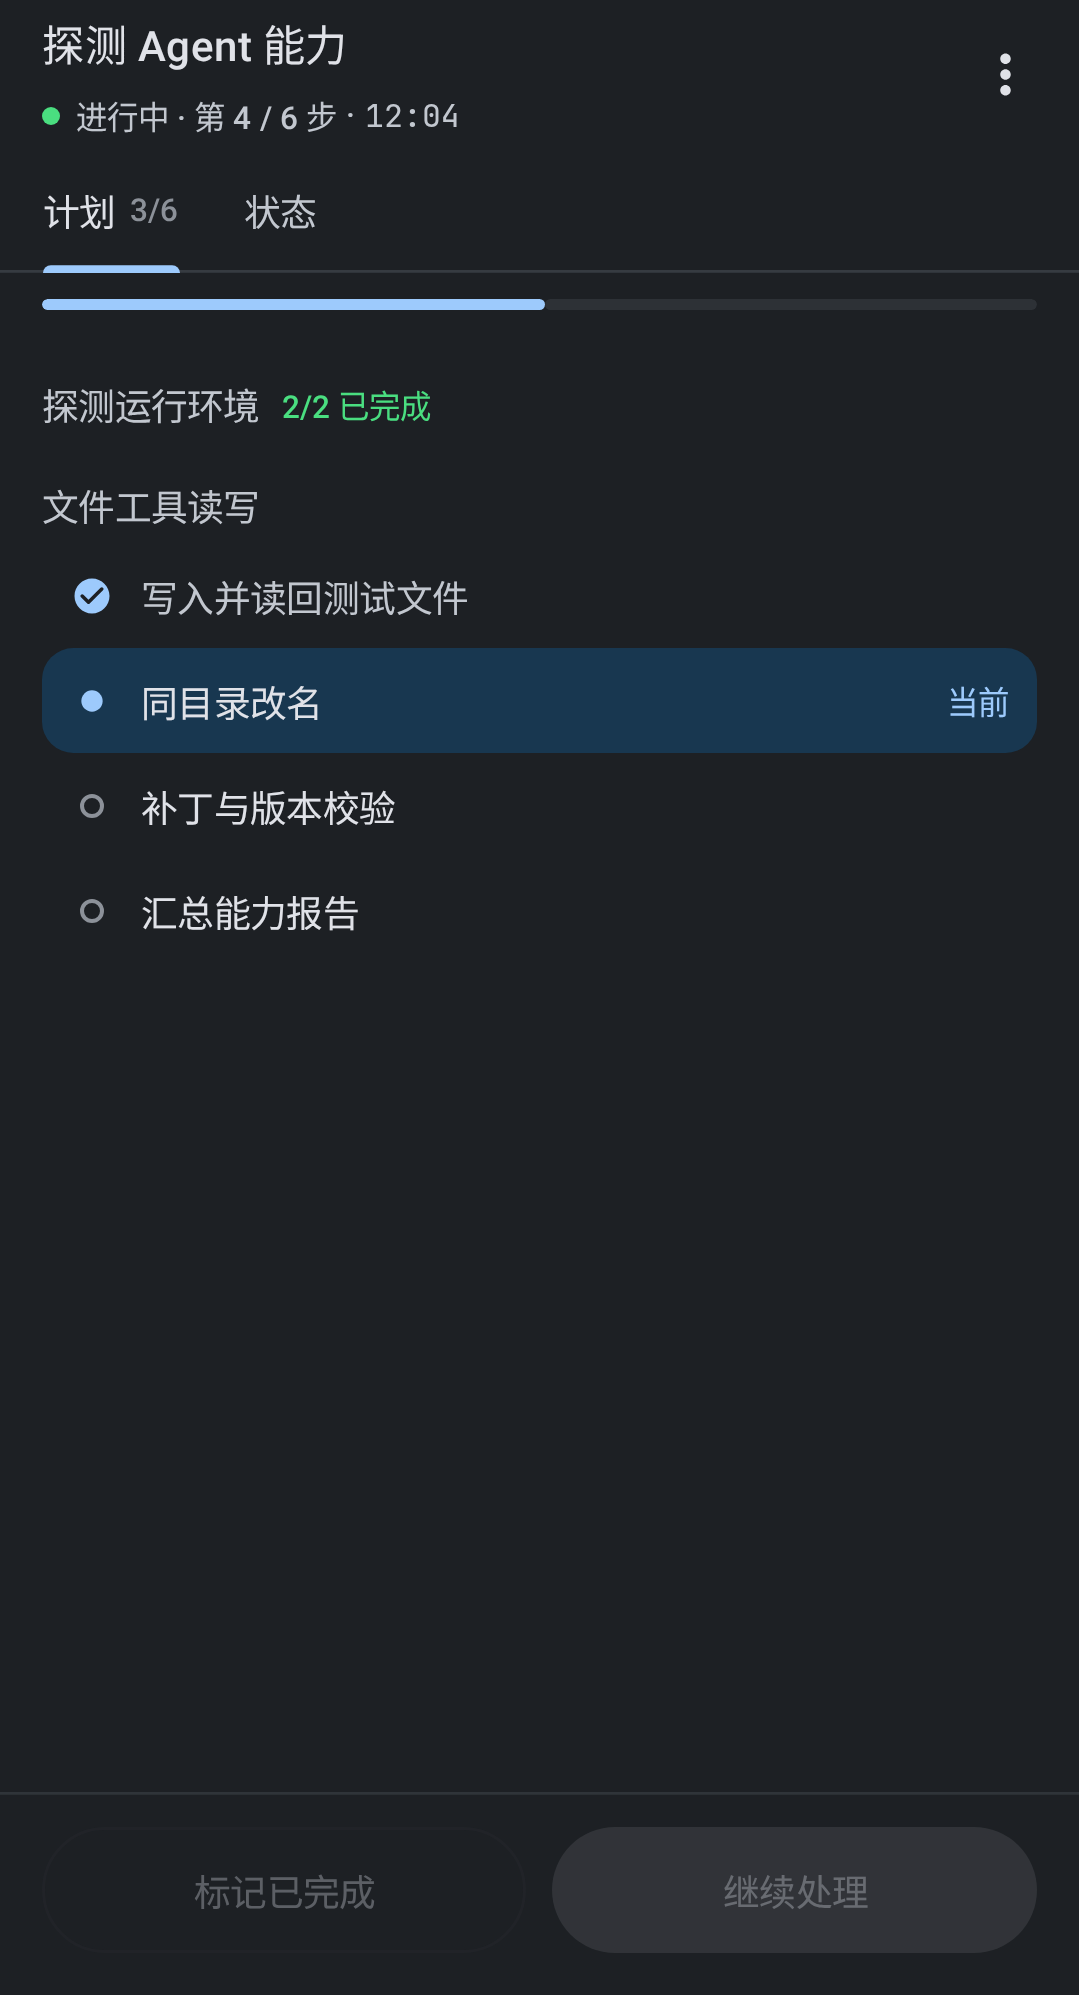 探测 Agent 能力
进行中 · 第 4 / 6 步 · 12:04
计划 3/6 状态
探测运行环境 2/2 已完成
文件工具读写
写入并读回测试文件
同目录改名 当前
补丁与版本校验
汇总能力报告
标记已完成 继续处理